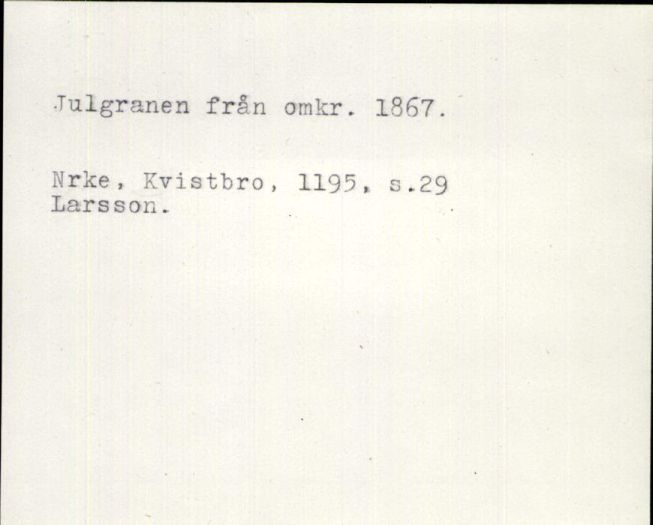 Julgranen från omkr. 1867.
Nrke, Kvistbro, 1195, s.29
Larsson.